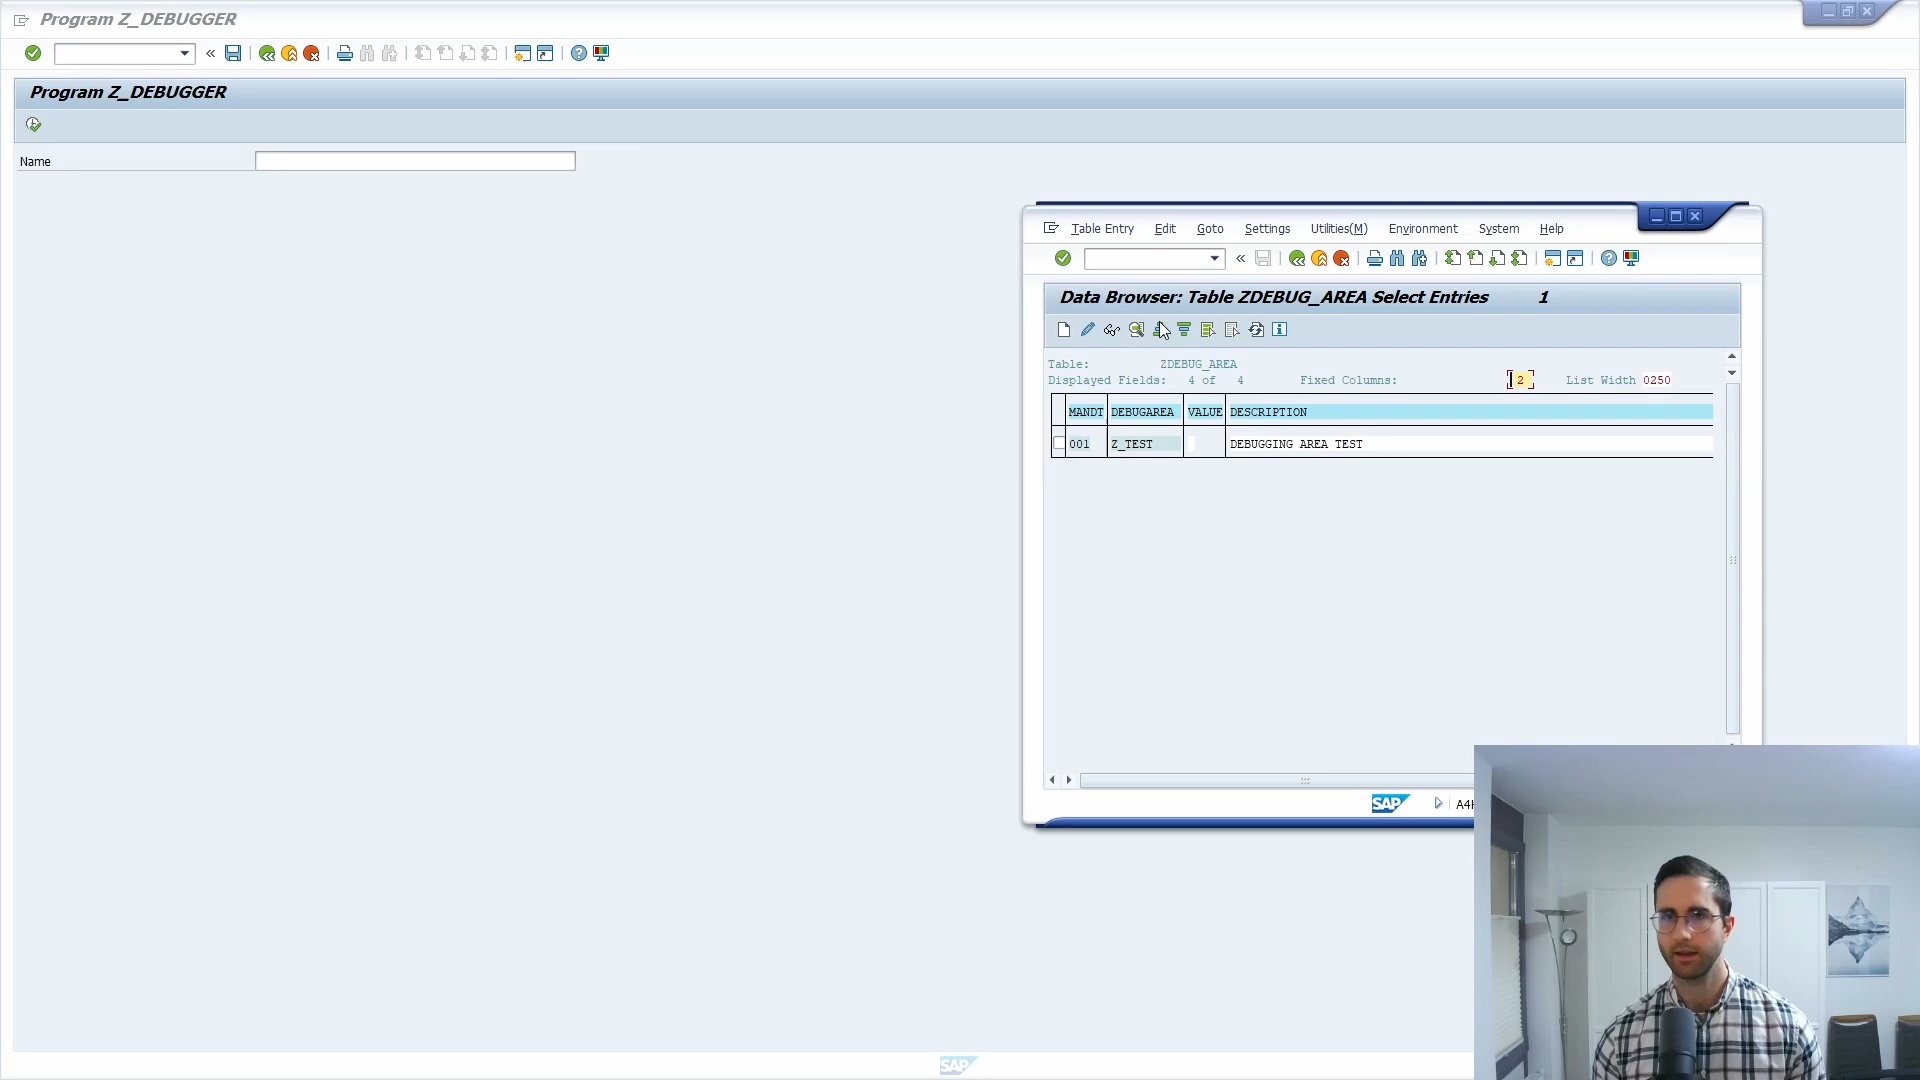 Program Z_DEBUGGER
Program Z_DEBUGGER
Name
Table Entry Edit Goto Settings Utilities(M) Environment System Help
Data Browser: Table ZDEBUG_AREA Select Entries 1
Table: ZDEBUG_AREA
Displayed Fields: 4 of 4 Fixed Columns: 2 List Width 0250
MANDT DEBUGAREA VALUE DESCRIPTION
001 Z_TEST DEBUGGING AREA TEST
SAP
SAP